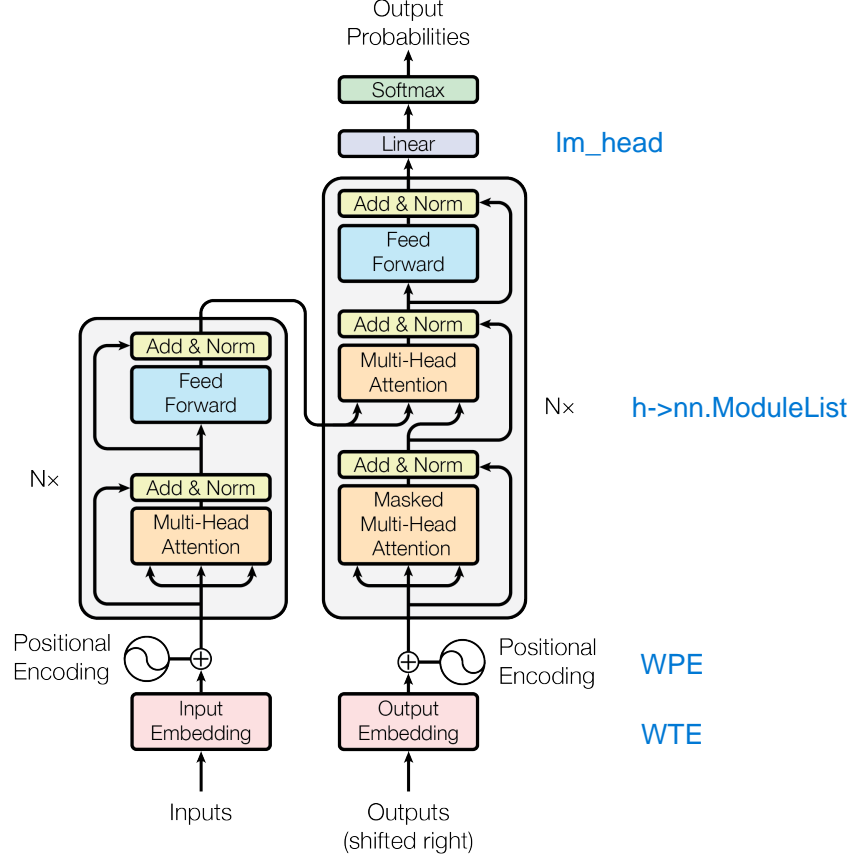 Output
Probabilities
Softmax
Linear
lm_head
Add & Norm
Feed
Forward
Add & Norm
Multi-Head
Attention
Add & Norm
Feed
Forward
N×
h->nn.ModuleList
N×
Add & Norm
Multi-Head
Attention
Add & Norm
Masked
Multi-Head
Attention
Positional
Encoding
Positional
Encoding
WPE
Input
Embedding
Output
Embedding
WTE
Inputs
Outputs
(shifted right)